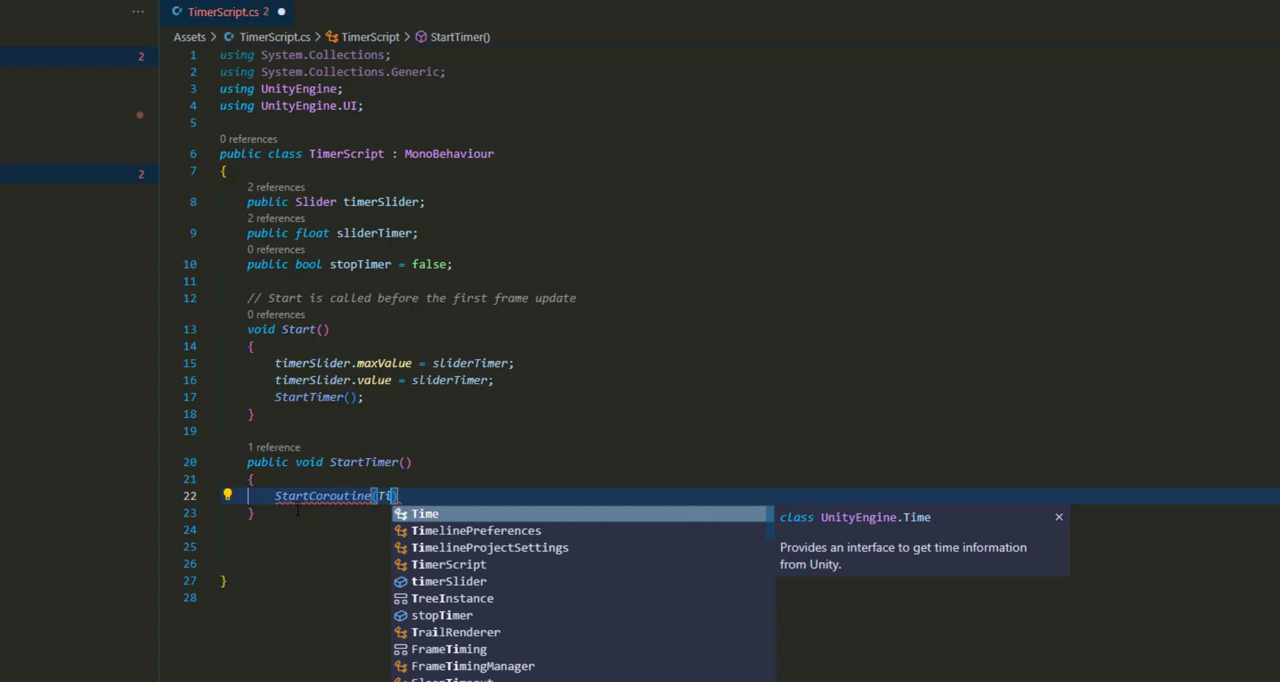 ... TimerScript.cs 2
Assets > TimerScript.cs > TimerScript > StartTimer()
2
2
1 using System.Collections;
2 using System.Collections.Generic;
3 using UnityEngine;
4 using UnityEngine.UI;
5
0 references
6 public class TimerScript : MonoBehaviour
7 {
2 references
8 public Slider timerSlider;
2 references
9 public float sliderTimer;
0 references
10 public bool stopTimer = false;
11
12 // Start is called before the first frame update
0 references
13 void Start()
14 {
15 timerSlider.maxValue = sliderTimer;
16 timerSlider.value = sliderTimer;
17 StartTimer();
18 }
19
1 reference
20 public void StartTimer()
21 {
22 StartCoroutine(Ti)
23 }
24
25
26
27 }
28
Time
TimelinePreferences
TimelineProjectSettings
TimerScript
timerSlider
TreeInstance
stopTimer
TrailRenderer
FrameTiming
FrameTimingManager
class UnityEngine.Time
Provides an interface to get time information
from Unity.